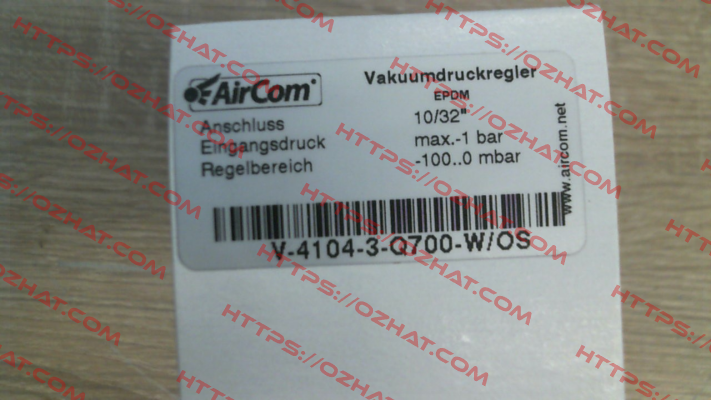 AirCom
Vakuumdruckregler
EPDM
Anschluss 10/32"
Eingangsdruck max.-1 bar
Regelbereich -100..0 mbar
www.aircom.net
V-4104-3-Q700-W/OS
HTTPS://OZHAT.COM